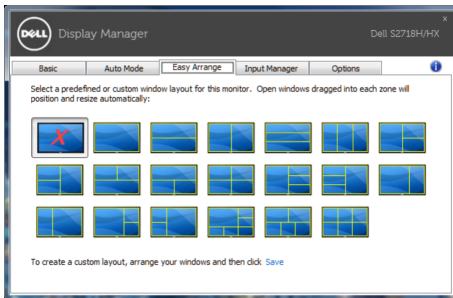 DELL Display Manager
Dell S2718H/HX
Basic Auto Mode Easy Arrange Input Manager Options
Select a predefined or custom window layout for this monitor. Open windows dragged into each zone will
position and resize automatically:
To create a custom layout, arrange your windows and then click Save